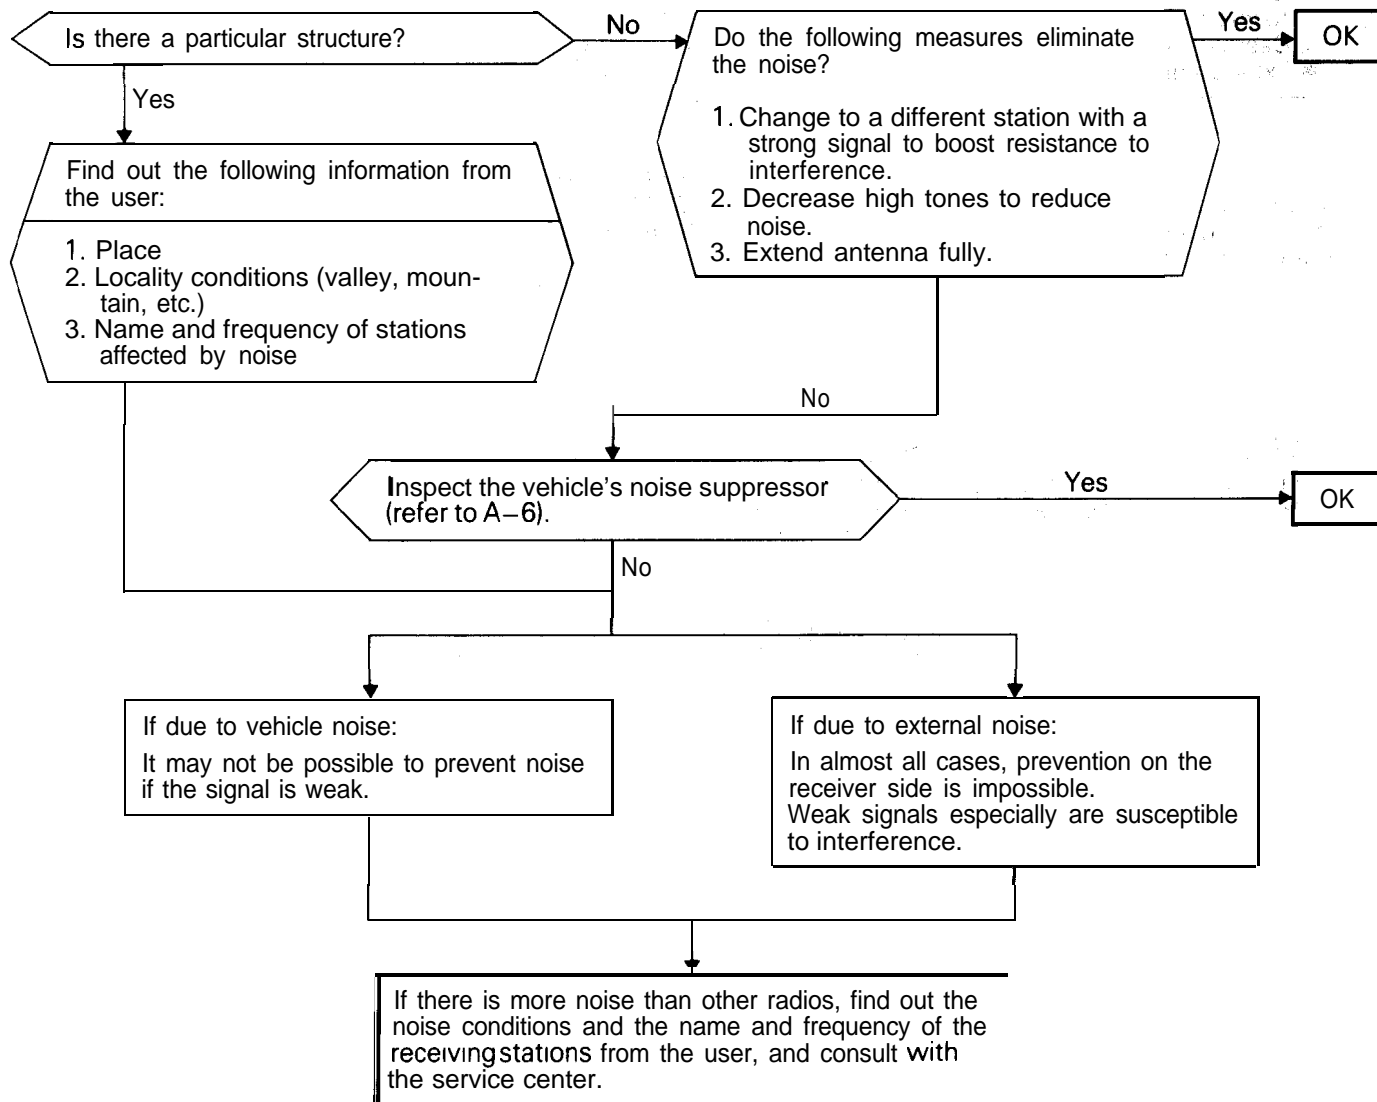 Is there a particular structure?
No
Do the following measures eliminate
the noise?
1. Change to a different station with a
strong signal to boost resistance to
interference.
2. Decrease high tones to reduce
noise.
3. Extend antenna fully.
Yes
OK
Yes
Find out the following information from
the user:
1. Place
2. Locality conditions (valley, moun-
tain, etc.)
3. Name and frequency of stations
affected by noise
No
Inspect the vehicle's noise suppressor
(refer to A–6).
Yes
OK
No
If due to vehicle noise:
It may not be possible to prevent noise
if the signal is weak.
If due to external noise:
In almost all cases, prevention on the
receiver side is impossible.
Weak signals especially are susceptible
to interference.
If there is more noise than other radios, find out the
noise conditions and the name and frequency of the
receiving stations from the user, and consult with
the service center.